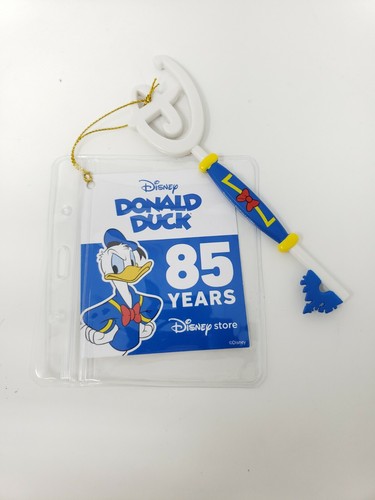 Disney
DONALD
DUCK
85
YEARS
Disney store
©Disney